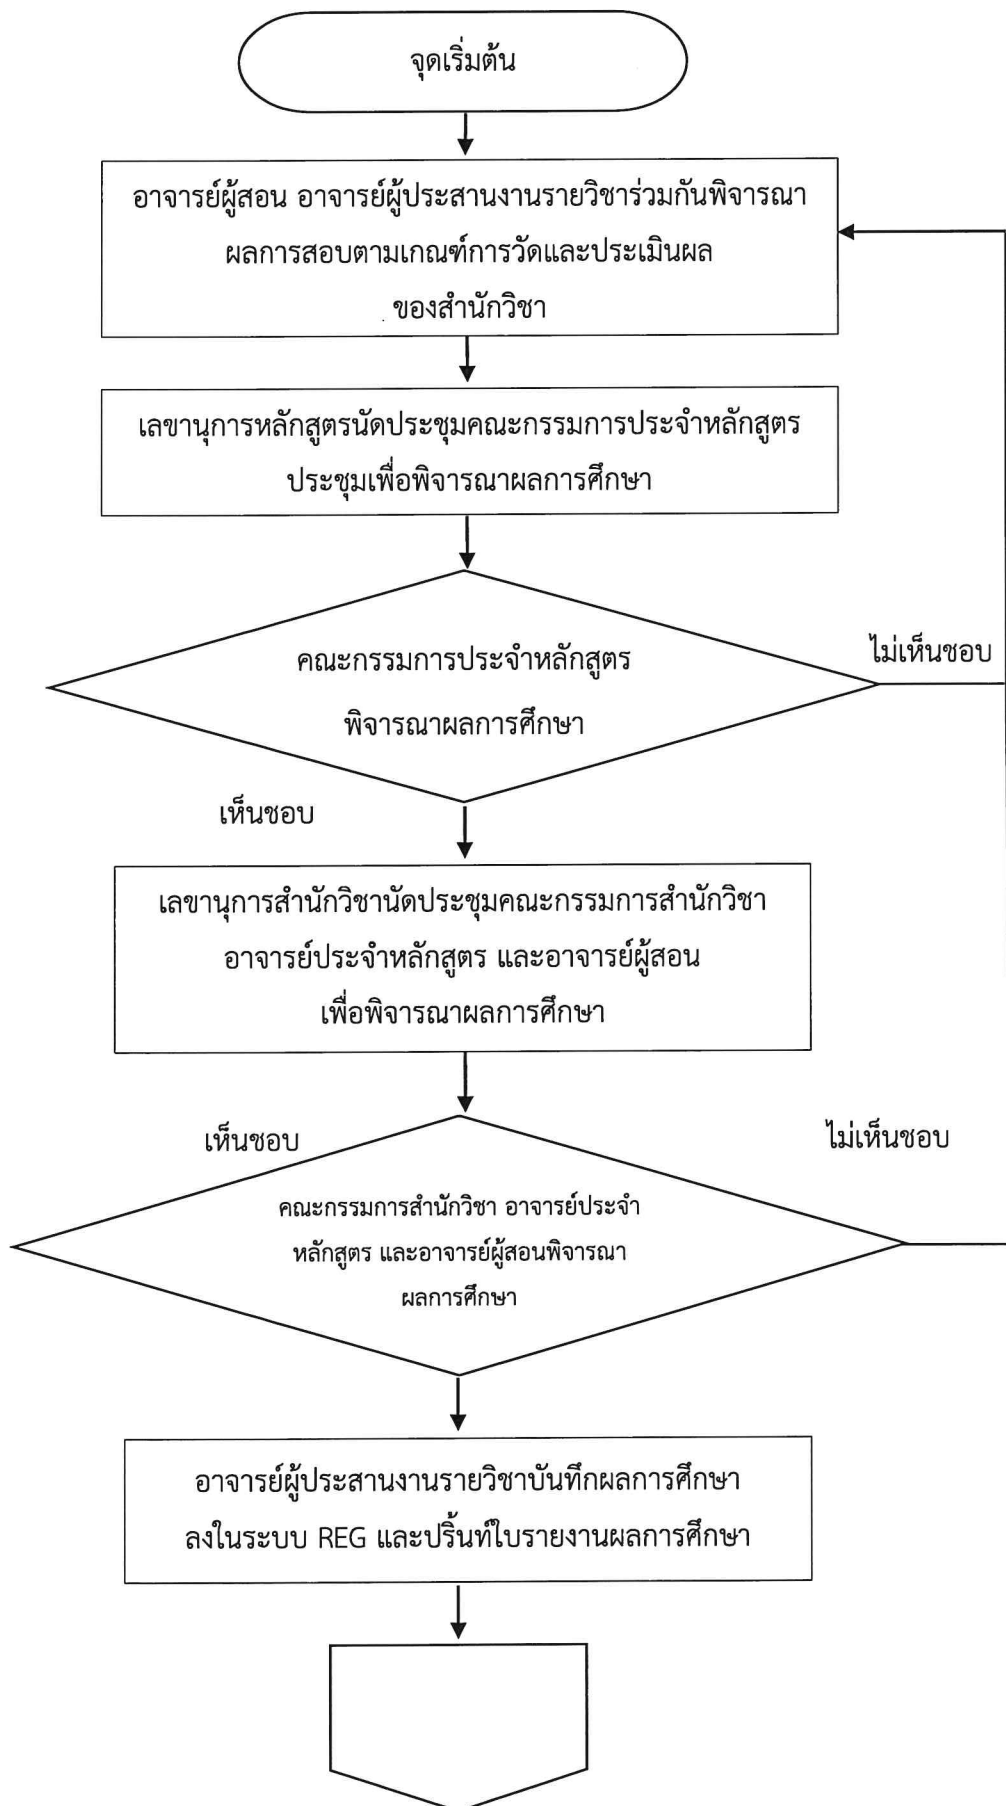 จุดเริ่มต้น
อาจารย์ผู้สอน อาจารย์ผู้ประสานงานรายวิชาร่วมกันพิจารณา
ผลการสอบตามเกณฑ์การวัดและประเมินผล
ของสำนักวิชา
เลขานุการหลักสูตรนัดประชุมคณะกรรมการประจำหลักสูตร
ประชุมเพื่อพิจารณาผลการศึกษา
ไม่เห็นชอบ
คณะกรรมการประจำหลักสูตร
พิจารณาผลการศึกษา
เห็นชอบ
เลขานุการสำนักวิชานัดประชุมคณะกรรมการสำนักวิชา
อาจารย์ประจำหลักสูตร และอาจารย์ผู้สอน
เพื่อพิจารณาผลการศึกษา
เห็นชอบ
ไม่เห็นชอบ
คณะกรรมการสำนักวิชา อาจารย์ประจำ
หลักสูตร และอาจารย์ผู้สอนพิจารณา
ผลการศึกษา
อาจารย์ผู้ประสานงานรายวิชาบันทึกผลการศึกษา
ลงในระบบ REG และปริ้นท์ใบรายงานผลการศึกษา